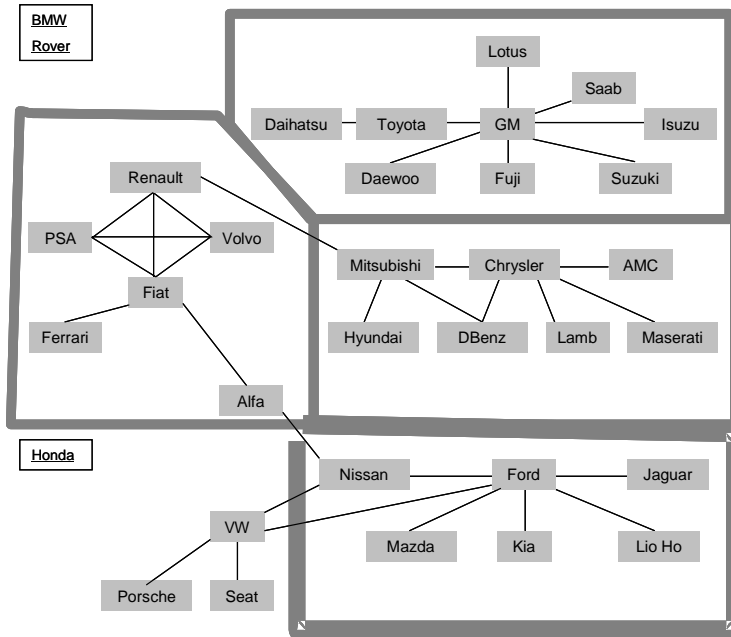 BMW
Rover
Lotus
Saab
Daihatsu
Toyota
GM
Isuzu
Daewoo
Fuji
Suzuki
Renault
PSA
Volvo
Fiat
Ferrari
Alfa
Mitsubishi
Chrysler
AMC
Hyundai
DBenz
Lamb
Maserati
Honda
Nissan
Ford
Jaguar
VW
Mazda
Kia
Lio Ho
Porsche
Seat